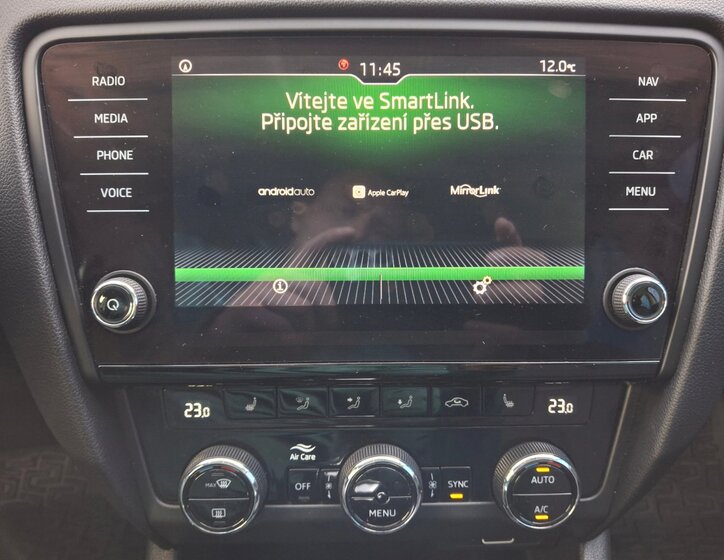 11:45
12.0°C
Vítejte ve SmartLink.
Připojte zařízení přes USB.
androidauto
Apple CarPlay
MirrorLink
RADIO
MEDIA
PHONE
VOICE
NAV
APP
CAR
MENU
23.0
23.0
Air Care
MAX
OFF
MENU
SYNC
AUTO
A/C